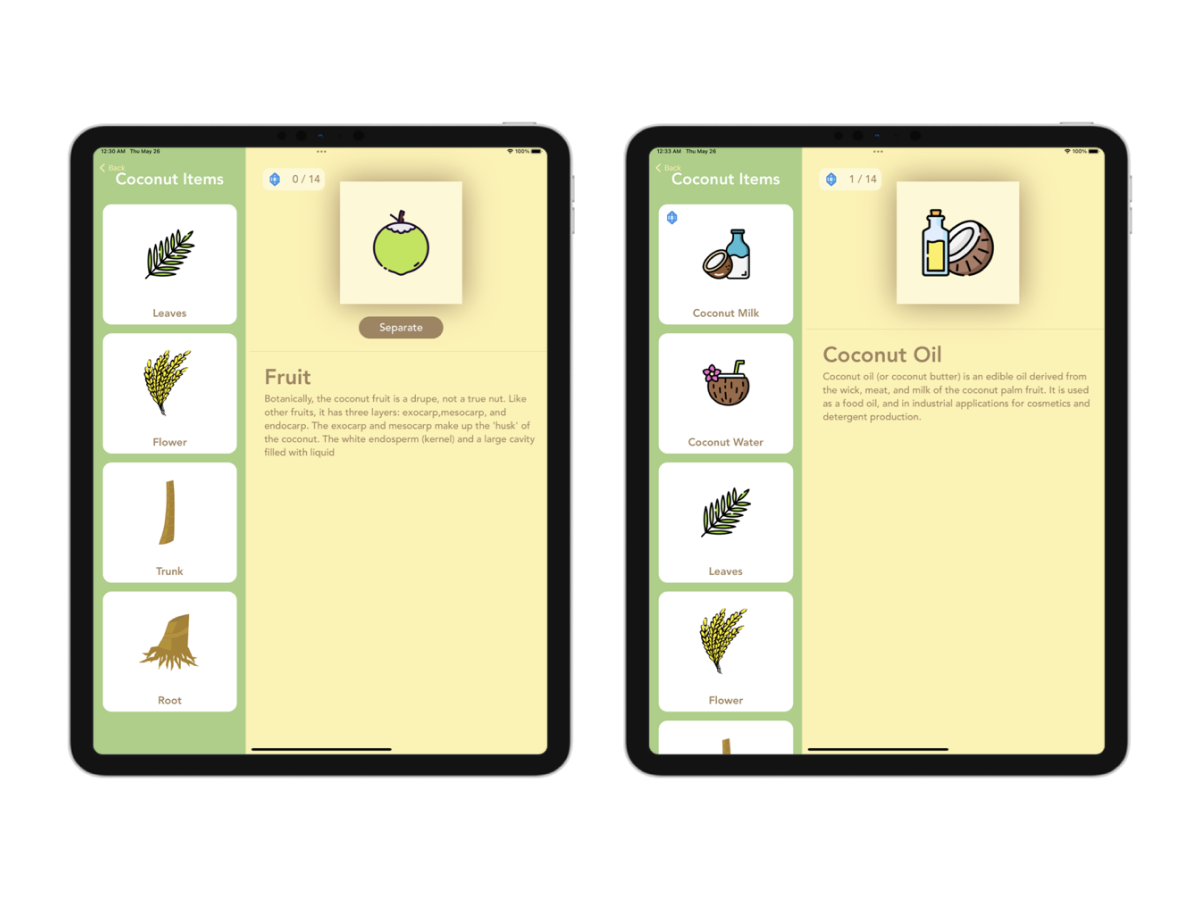 12:30 AM Thu May 26
100%
Back
Coconut Items
0 / 14
Leaves
Flower
Trunk
Root
Separate
Fruit
Botanically, the coconut fruit is a drupe, not a true nut. Like
other fruits, it has three layers: exocarp,mesocarp, and
endocarp. The exocarp and mesocarp make up the 'husk' of
the coconut. The white endosperm (kernel) and a large cavity
filled with liquid
12:33 AM Thu May 26
100%
Back
Coconut Items
1 / 14
Coconut Milk
Coconut Water
Leaves
Flower
Coconut Oil
Coconut oil (or coconut butter) is an edible oil derived from
the wick, meat, and milk of the coconut palm fruit. It is used
as a food oil, and in industrial applications for cosmetics and
detergent production.